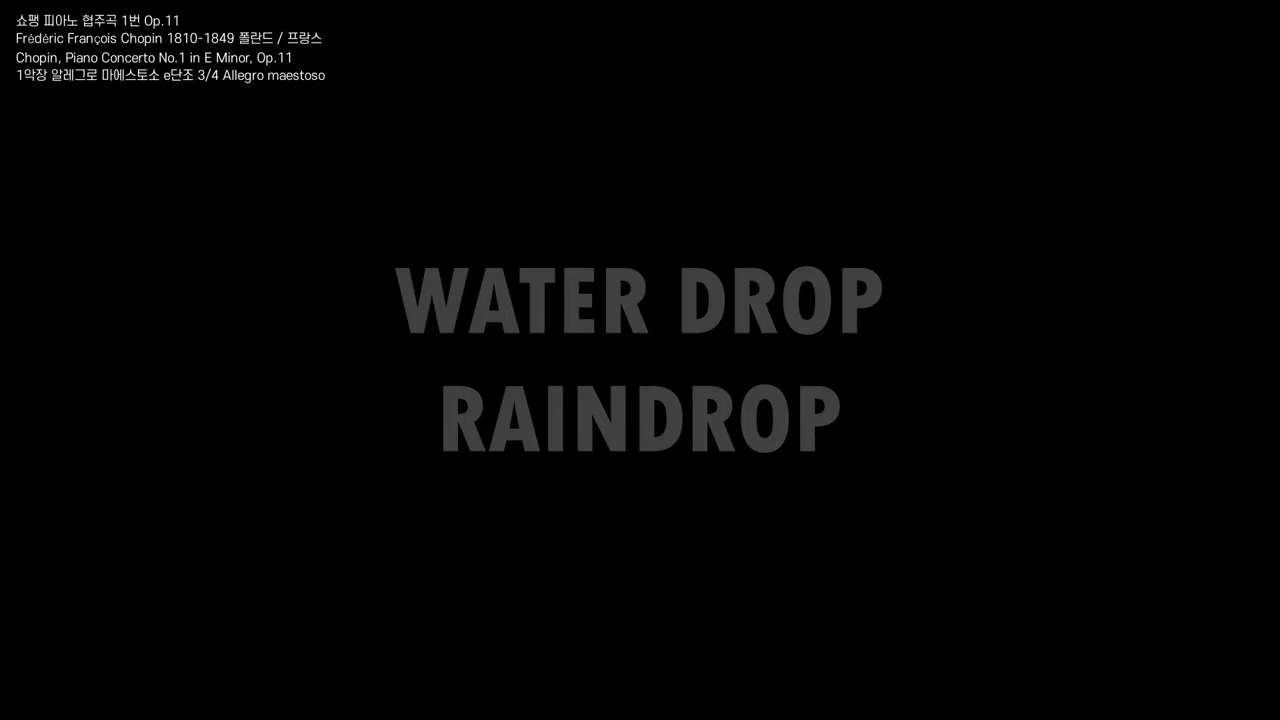 쇼팽 피아노 협주곡 1번 Op.11
Frédéric François Chopin 1810-1849 폴란드 / 프랑스
Chopin, Piano Concerto No.1 in E Minor, Op.11
1악장 알레그로 마에스토소 e단조 3/4 Allegro maestoso
WATER DROP
RAINDROP